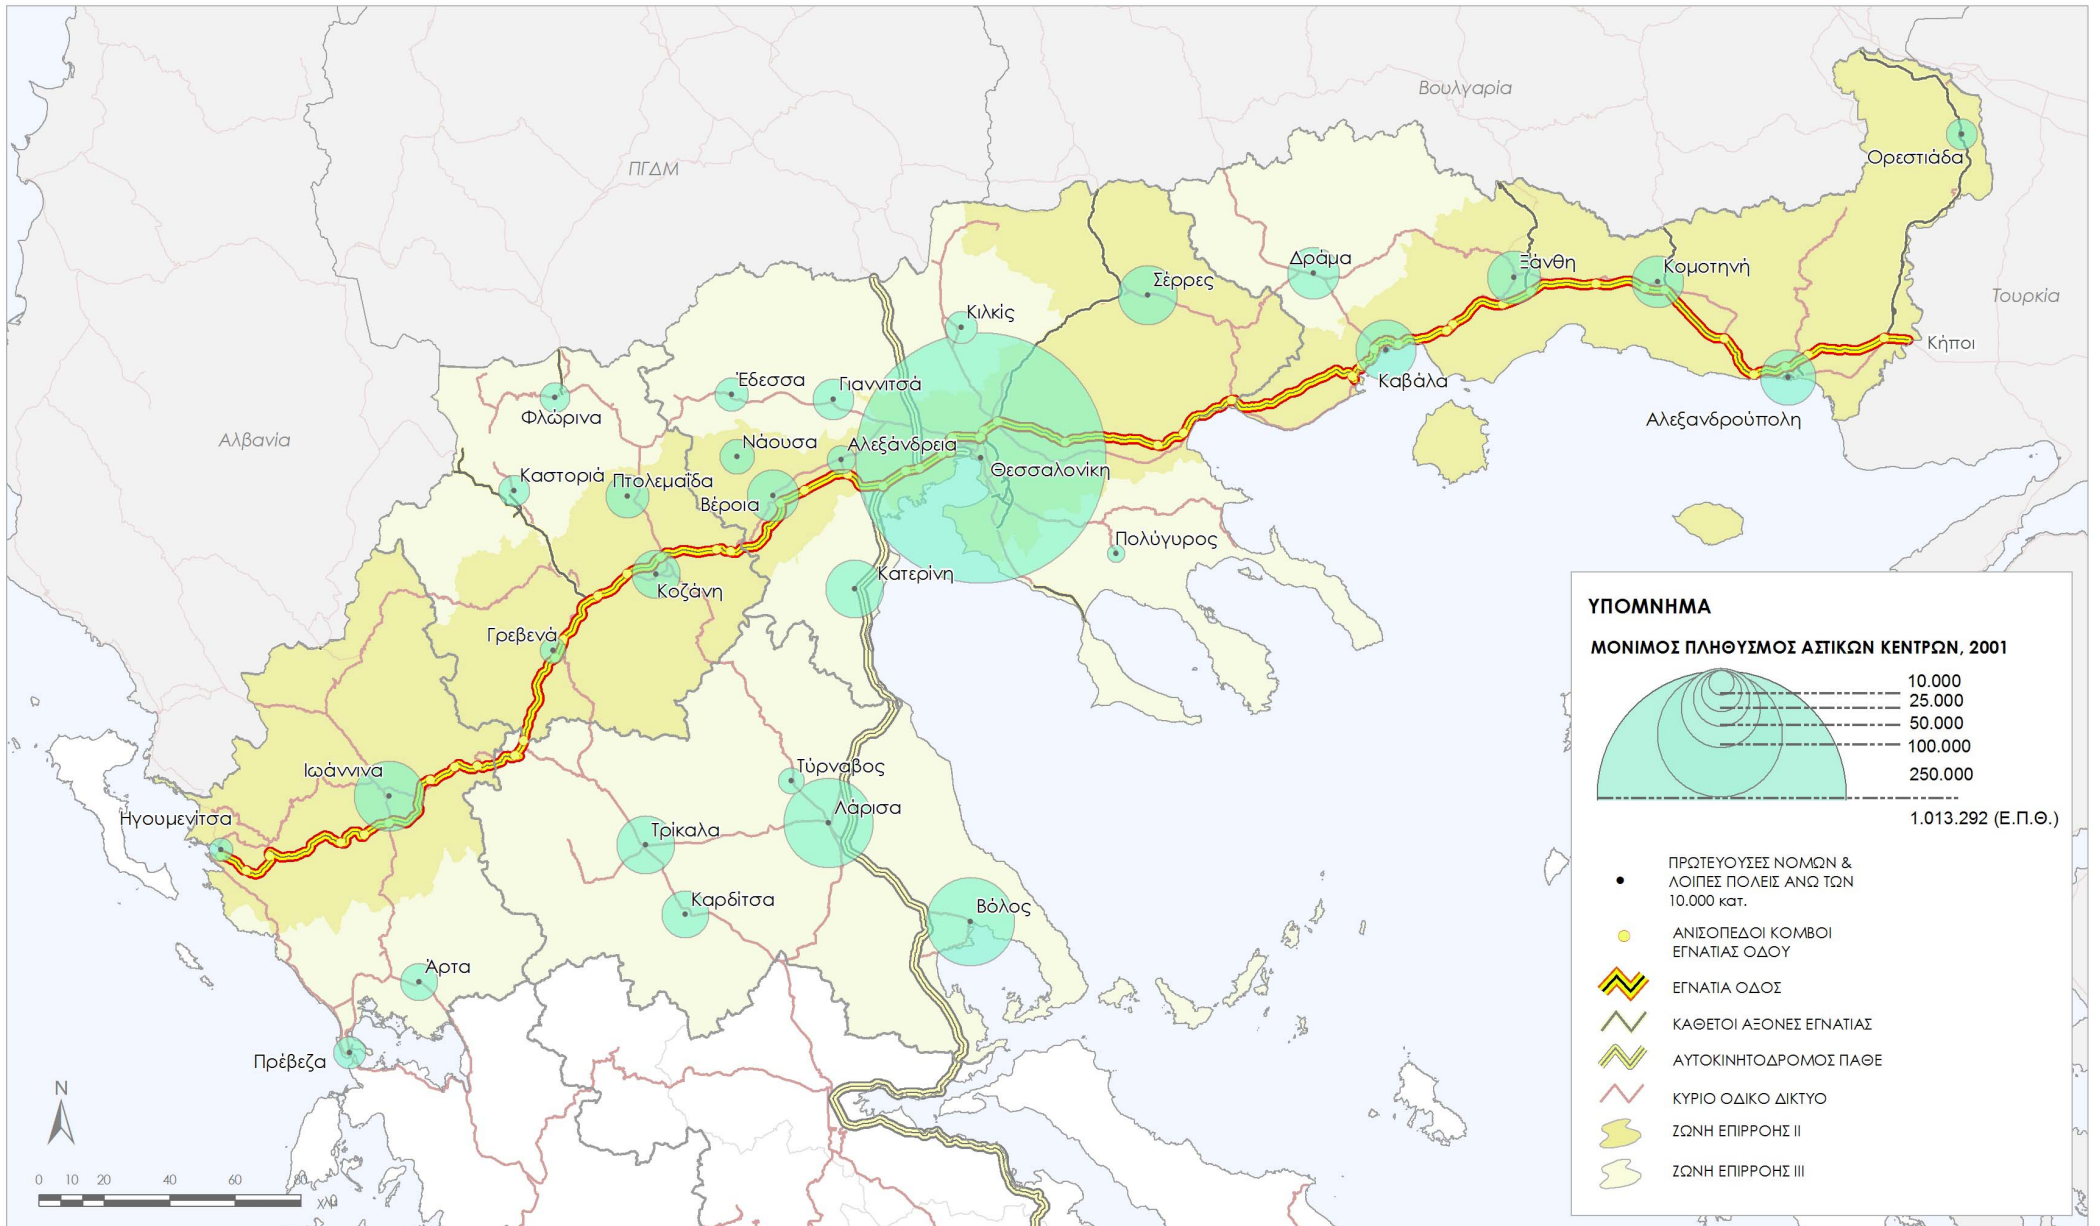 Βουλγαρία
ΠΓΔΜ
Ορεστιάδα
Δράμα
Ξάνθη
Κομοτηνή
Σέρρες
Τουρκία
Κιλκίς
Κήποι
Έδεσσα
Γιαννιτσά
Καβάλα
Φλώρινα
Αλεξανδρούπολη
Αλβανία
Νάουσα
Αλεξάνδρεια
Θεσσαλονίκη
Καστοριά
Πτολεμαΐδα
Βέροια
Πολύγυρος
Κατερίνη
Κοζάνη
Γρεβενά
Ιωάννινα
Τύρναβος
Λάρισα
Ηγουμενίτσα
Τρίκαλα
Καρδίτσα
Βόλος
Άρτα
Πρέβεζα
N
0 10 20 40 60 80
ΧΛΜ
ΥΠΟΜΝΗΜΑ
ΜΟΝΙΜΟΣ ΠΛΗΘΥΣΜΟΣ ΑΣΤΙΚΩΝ ΚΕΝΤΡΩΝ, 2001
10.000
25.000
50.000
100.000
250.000
1.013.292 (Ε.Π.Θ.)
ΠΡΩΤΕΥΟΥΣΕΣ ΝΟΜΩΝ &
ΛΟΙΠΕΣ ΠΟΛΕΙΣ ΑΝΩ ΤΩΝ
10.000 κατ.
ΑΝΙΣΟΠΕΔΟΙ ΚΟΜΒΟΙ
ΕΓΝΑΤΙΑΣ ΟΔΟΥ
ΕΓΝΑΤΙΑ ΟΔΟΣ
ΚΑΘΕΤΟΙ ΑΞΟΝΕΣ ΕΓΝΑΤΙΑΣ
ΑΥΤΟΚΙΝΗΤΟΔΡΟΜΟΣ ΠΑΘΕ
ΚΥΡΙΟ ΟΔΙΚΟ ΔΙΚΤΥΟ
ΖΩΝΗ ΕΠΙΡΡΟΗΣ ΙΙ
ΖΩΝΗ ΕΠΙΡΡΟΗΣ ΙΙΙ